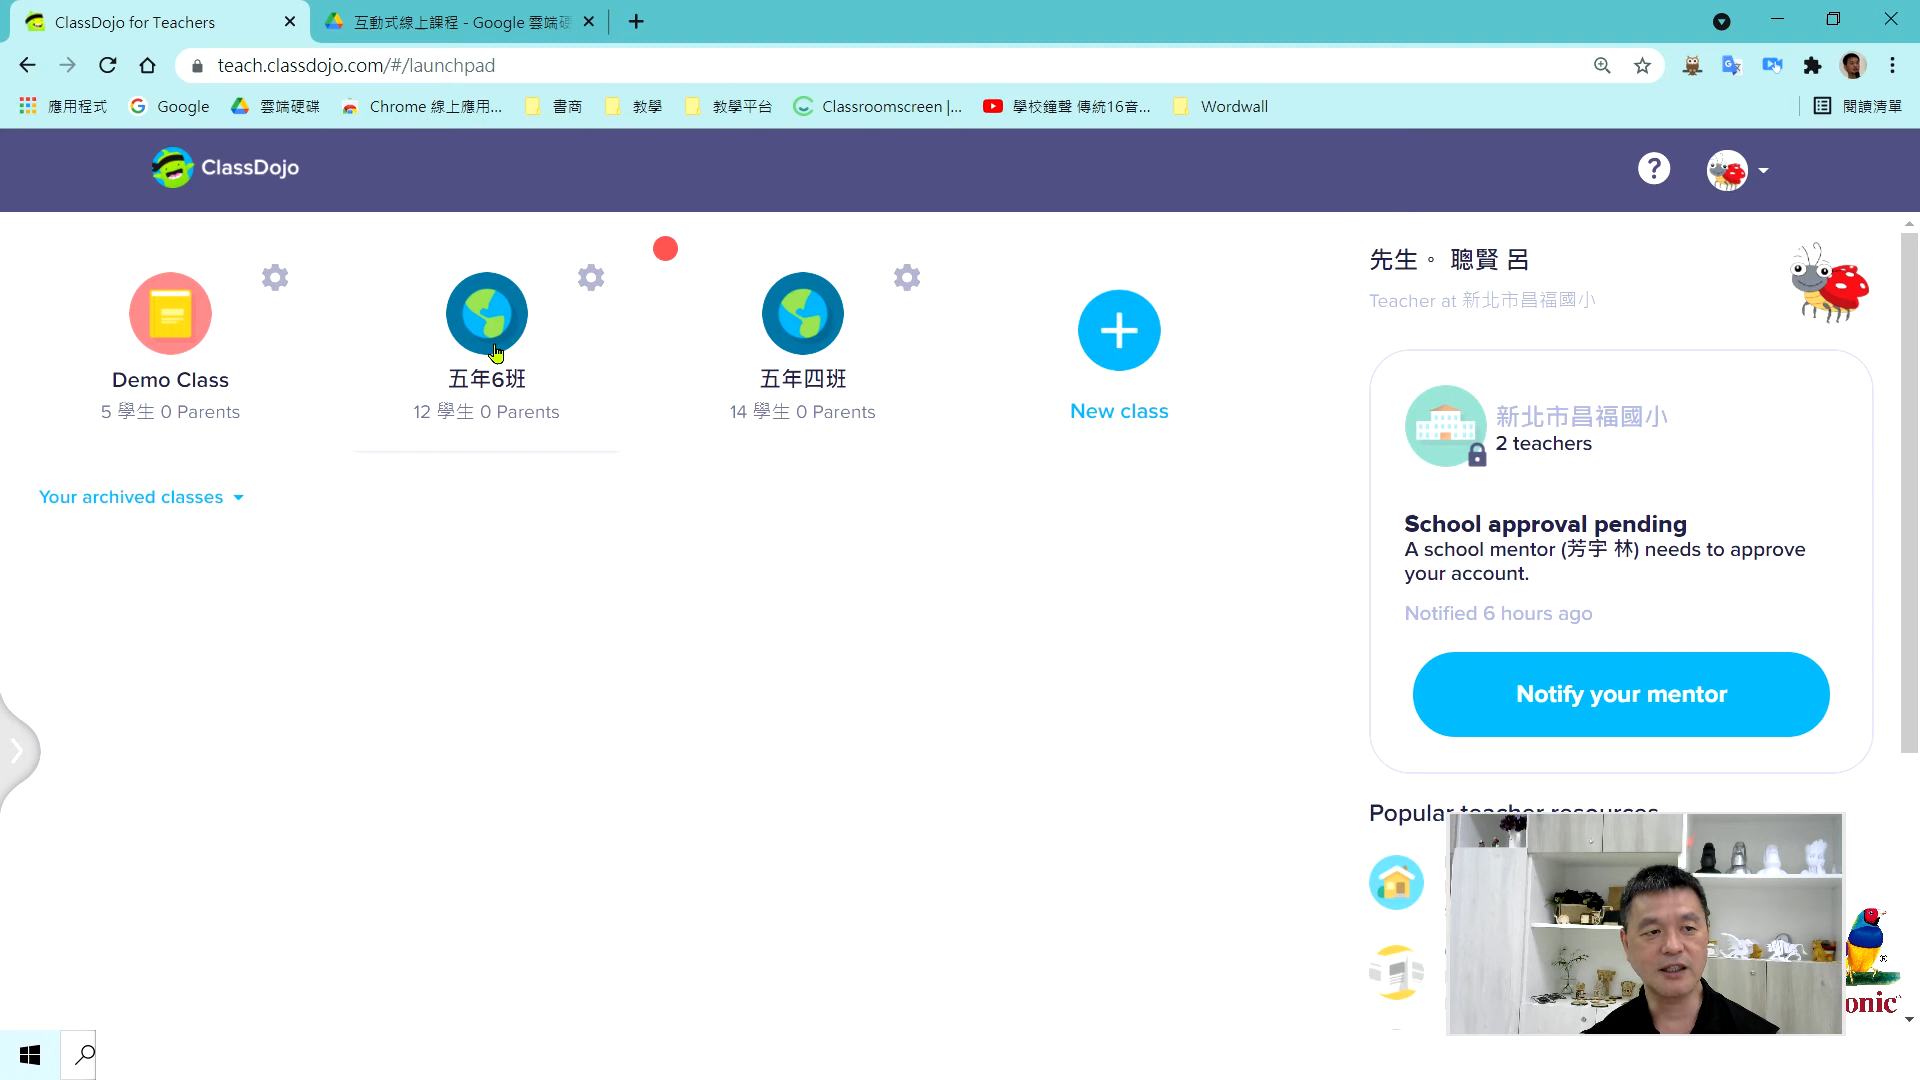 ClassDojo for Teachers
互動式線上課程 - Google 雲端硬
teach.classdojo.com/#/launchpad
應用程式
Google
雲端硬碟
Chrome 線上應用...
書商
教學
教學平台
Classroomscreen |...
學校鐘聲 傳統16音...
Wordwall
閱讀清單
ClassDojo
Demo Class
5 學生 0 Parents
五年6班
12 學生 0 Parents
五年四班
14 學生 0 Parents
New class
Your archived classes
先生。 聰賢 呂
Teacher at 新北市昌福國小
新北市昌福國小
2 teachers
School approval pending
A school mentor (芳宇 林) needs to approve
your account.
Notified 6 hours ago
Notify your mentor
Popular teacher resources
onic